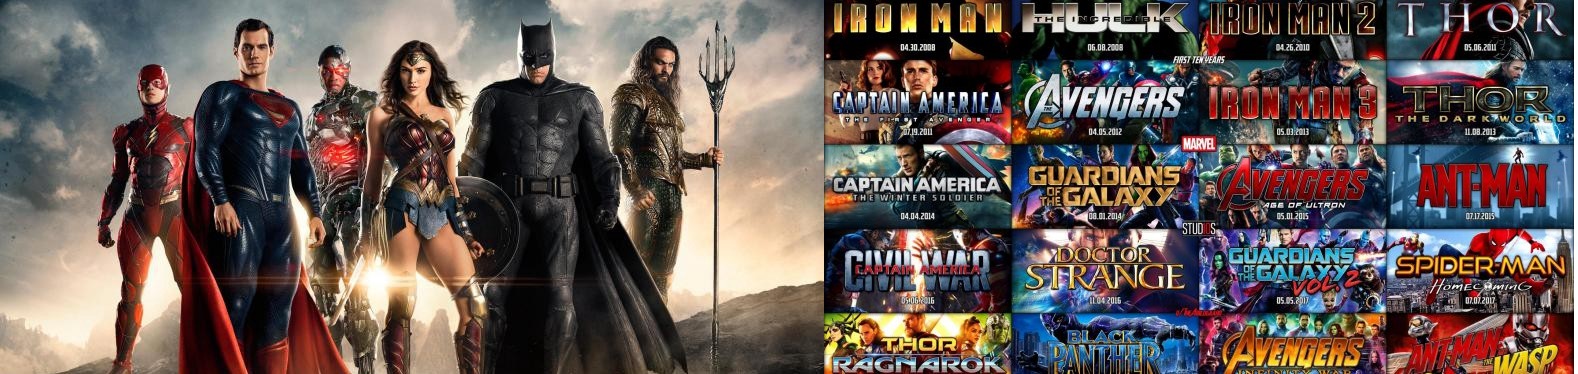 IRON MAN
04.30.2008
THE INCREDIBLE
HULK
06.08.2008
IRON MAN 2
04.26.2010
THOR
05.06.2011
FIRST TEN YEARS
CAPTAIN AMERICA
THE FIRST AVENGER
07.19.2011
THE
AVENGERS
04.05.2012
IRON MAN 3
05.03.2013
THOR
THE DARK WORLD
11.08.2013
MARVEL
CAPTAIN AMERICA
THE WINTER SOLDIER
04.04.2014
GUARDIANS
OF THE GALAXY
08.01.2014
AVENGERS
AGE OF ULTRON
05.01.2015
ANT-MAN
07.17.2015
STUDIOS
CAPTAIN AMERICA
CIVIL WAR
05.06.2016
DOCTOR
STRANGE
11.04.2016
GUARDIANS
OF THE GALAXY
VOL. 2
05.05.2017
SPIDER-MAN
HOMECOMING
07.07.2017
THOR
RAGNAROK
BLACK
PANTHER
AVENGERS
INFINITY WAR
ANT-MAN
AND THE WASP